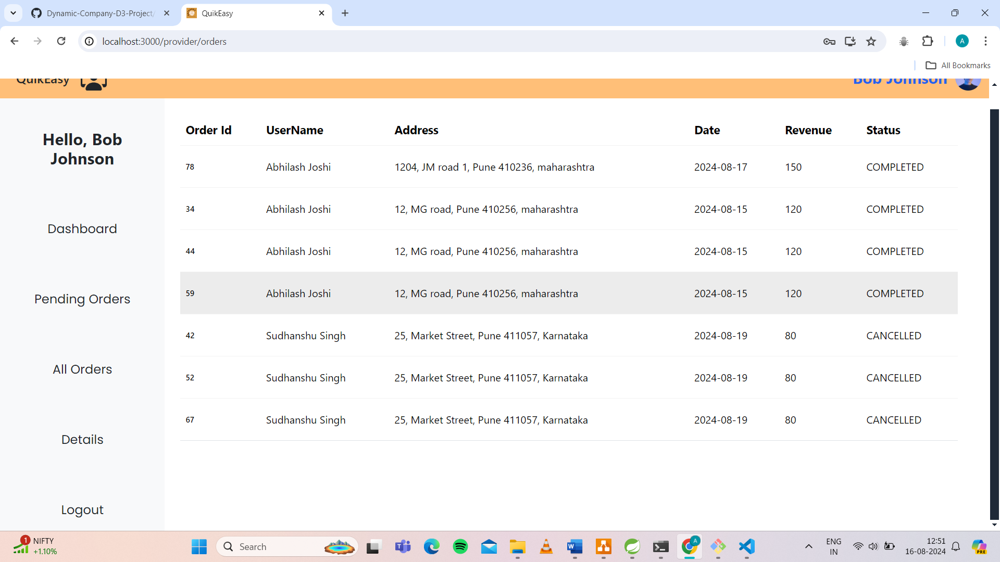 Dynamic-Company-D3-Project/
QuikEasy
localhost:3000/provider/orders
A
All Bookmarks
QuikEasy
Bob Johnson
Hello, Bob
Johnson
Dashboard
Pending Orders
All Orders
Details
Logout
Order Id UserName Address Date Revenue Status
78 Abhilash Joshi 1204, JM road 1, Pune 410236, maharashtra 2024-08-17 150 COMPLETED
34 Abhilash Joshi 12, MG road, Pune 410256, maharashtra 2024-08-15 120 COMPLETED
44 Abhilash Joshi 12, MG road, Pune 410256, maharashtra 2024-08-15 120 COMPLETED
59 Abhilash Joshi 12, MG road, Pune 410256, maharashtra 2024-08-15 120 COMPLETED
42 Sudhanshu Singh 25, Market Street, Pune 411057, Karnataka 2024-08-19 80 CANCELLED
52 Sudhanshu Singh 25, Market Street, Pune 411057, Karnataka 2024-08-19 80 CANCELLED
67 Sudhanshu Singh 25, Market Street, Pune 411057, Karnataka 2024-08-19 80 CANCELLED
1
NIFTY
+1.10%
Search
A
ENG
IN
12:51
16-08-2024
PRE